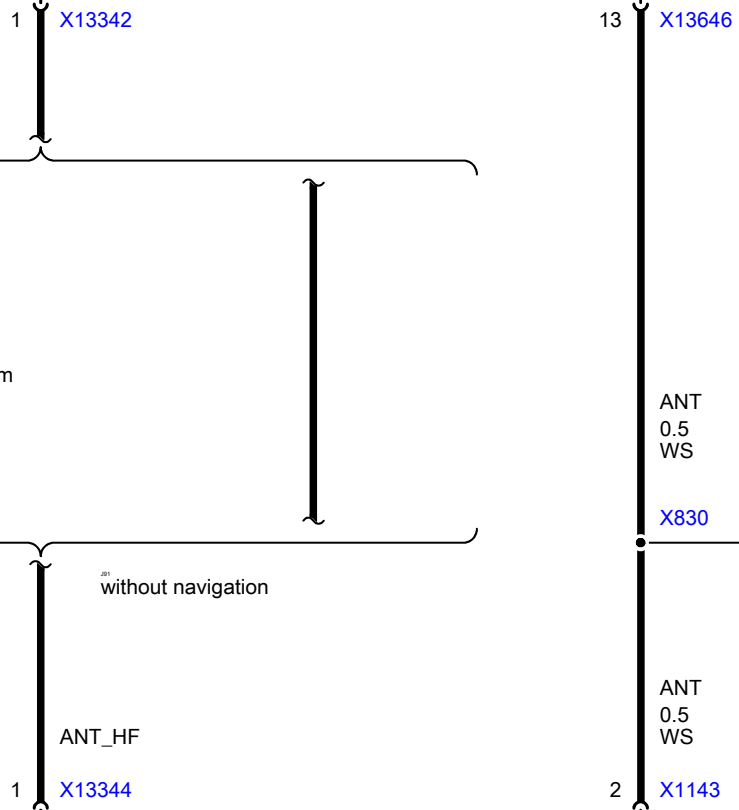 1 X13342
13 X13646
m
ANT
0.5
WS
X830
J91
without navigation
ANT
0.5
WS
ANT_HF
1 X13344
2 X1143